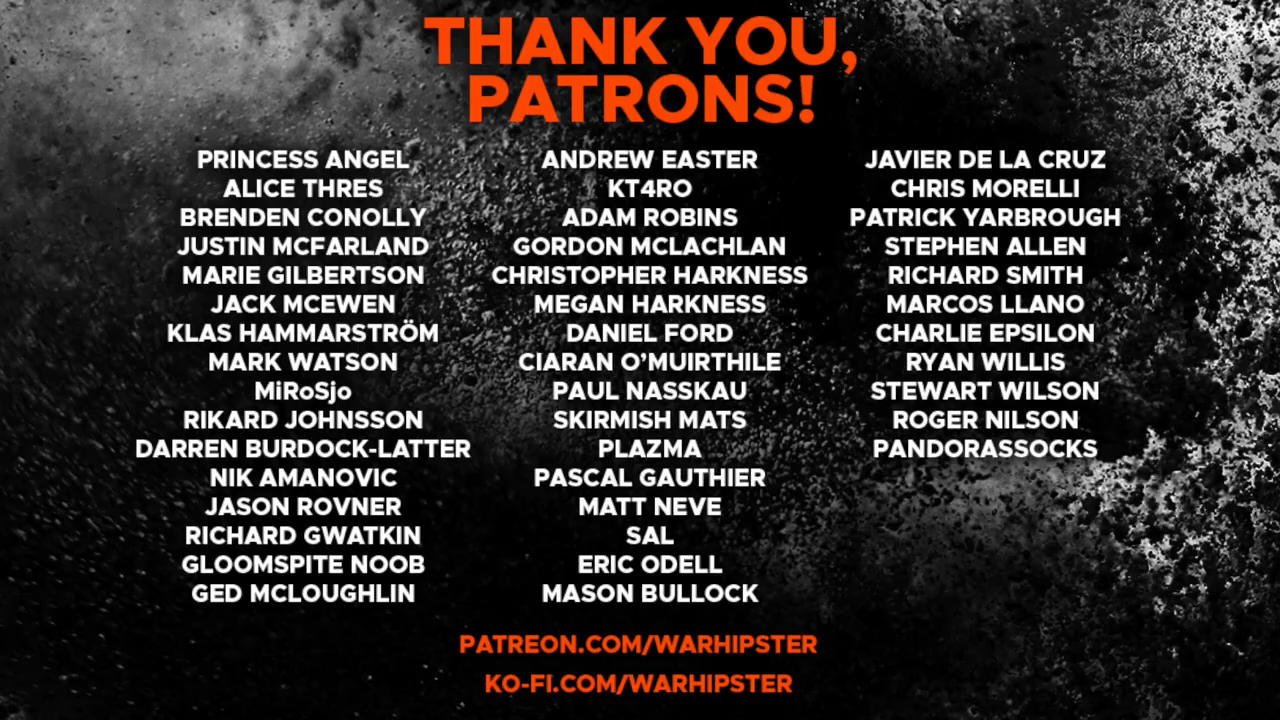 THANK YOU,
PATRONS!
PRINCESS ANGEL
ALICE THRES
BRENDEN CONOLLY
JUSTIN MCFARLAND
MARIE GILBERTSON
JACK MCEWEN
KLAS HAMMARSTRÖM
MARK WATSON
MiRoSjo
RIKARD JOHNSSON
DARREN BURDOCK-LATTER
NIK AMANOVIC
JASON ROVNER
RICHARD GWATKIN
GLOOMSPITE NOOB
GED MCLOUGHLIN
ANDREW EASTER
KT4RO
ADAM ROBINS
GORDON MCLACHLAN
CHRISTOPHER HARKNESS
MEGAN HARKNESS
DANIEL FORD
CIARAN O’MUIRTHILE
PAUL NASSKAU
SKIRMISH MATS
PLAZMA
PASCAL GAUTHIER
MATT NEVE
SAL
ERIC ODELL
MASON BULLOCK
JAVIER DE LA CRUZ
CHRIS MORELLI
PATRICK YARBROUGH
STEPHEN ALLEN
RICHARD SMITH
MARCOS LLANO
CHARLIE EPSILON
RYAN WILLIS
STEWART WILSON
ROGER NILSON
PANDORASSOCKS
PATREON.COM/WARHIPSTER
KO-FI.COM/WARHIPSTER